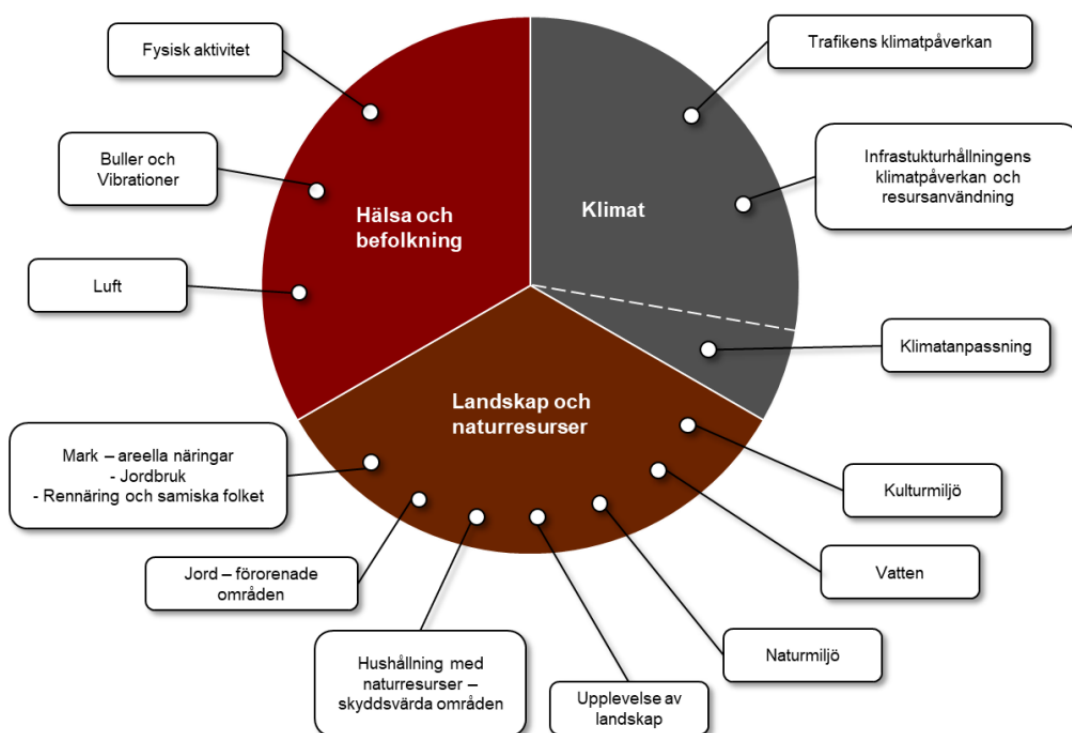 Fysisk aktivitet
Trafikens klimatpåverkan
Buller och
Vibrationer
Infrastukturhållningens
klimatpåverkan och
resursanvändning
Hälsa och
befolkning
Klimat
Luft
Klimatanpassning
Landskap och
naturresurser
Mark – areella näringar
- Jordbruk
- Rennäring och samiska folket
Kulturmiljö
Jord – förorenade
områden
Vatten
Hushållning med
naturresurser –
skyddsvärda områden
Upplevelse av
landskap
Naturmiljö